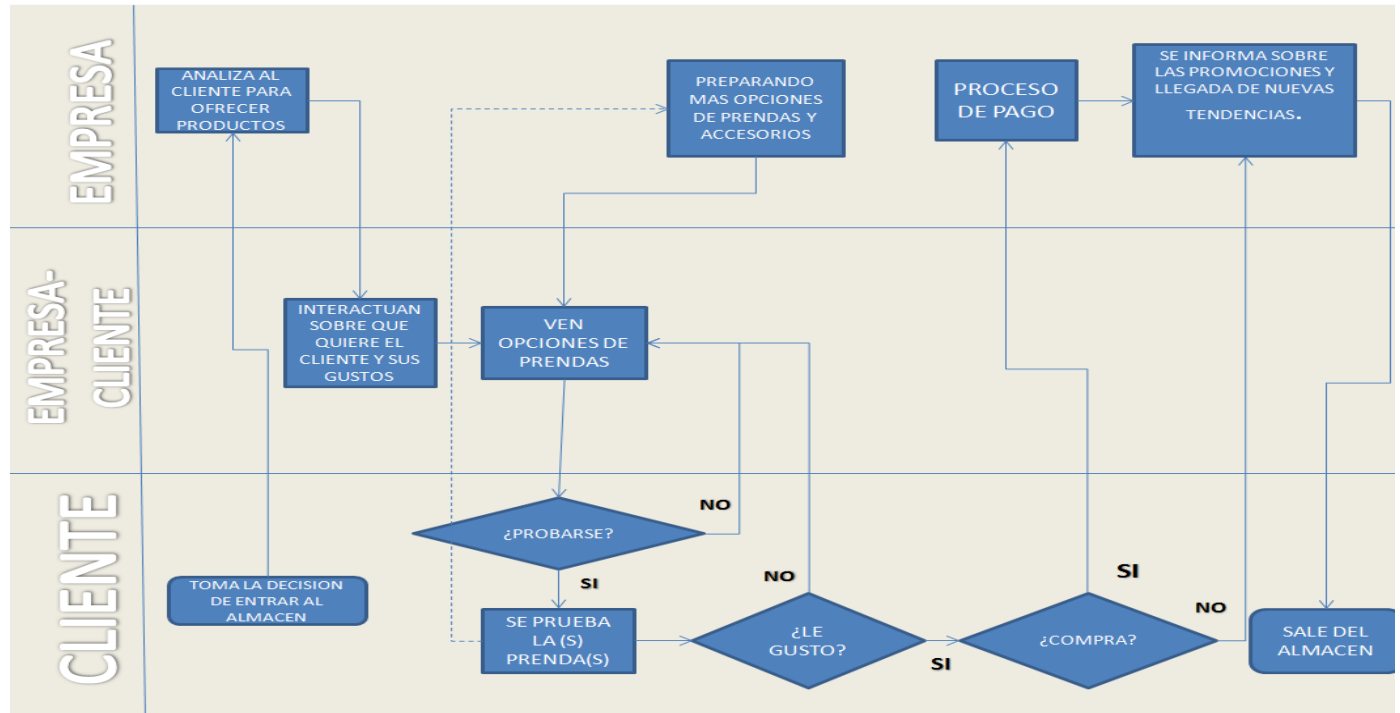 EMPRESA
ANALIZA AL
CLIENTE PARA
OFRECER
PRODUCTOS
PREPARANDO
MAS OPCIONES
DE PRENDAS Y
ACCESORIOS
PROCESO
DE PAGO
SE INFORMA SOBRE
LAS PROMOCIONES Y
LLEGADA DE NUEVAS
TENDENCIAS.
EMPRESA-
CLIENTE
INTERACTUAN
SOBRE QUE
QUIERE EL
CLIENTE Y SUS
GUSTOS
VEN
OPCIONES DE
PRENDAS
CLIENTE
TOMA LA DECISION
DE ENTRAR AL
ALMACEN
¿PROBARSE?
NO
SI
SE PRUEBA
LA (S)
PRENDA(S)
NO
¿LE
GUSTO?
SI
SI
¿COMPRA?
NO
SALE DEL
ALMACEN